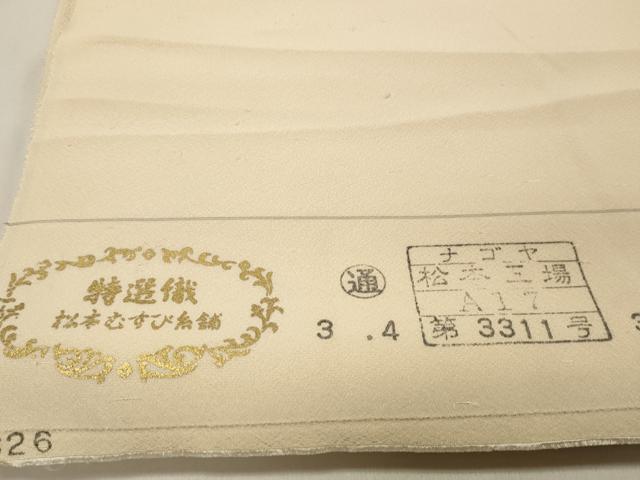 特選織
松本むすび糸舗
通
3.4
ナゴヤ
松本工場
A17
第3311号
26